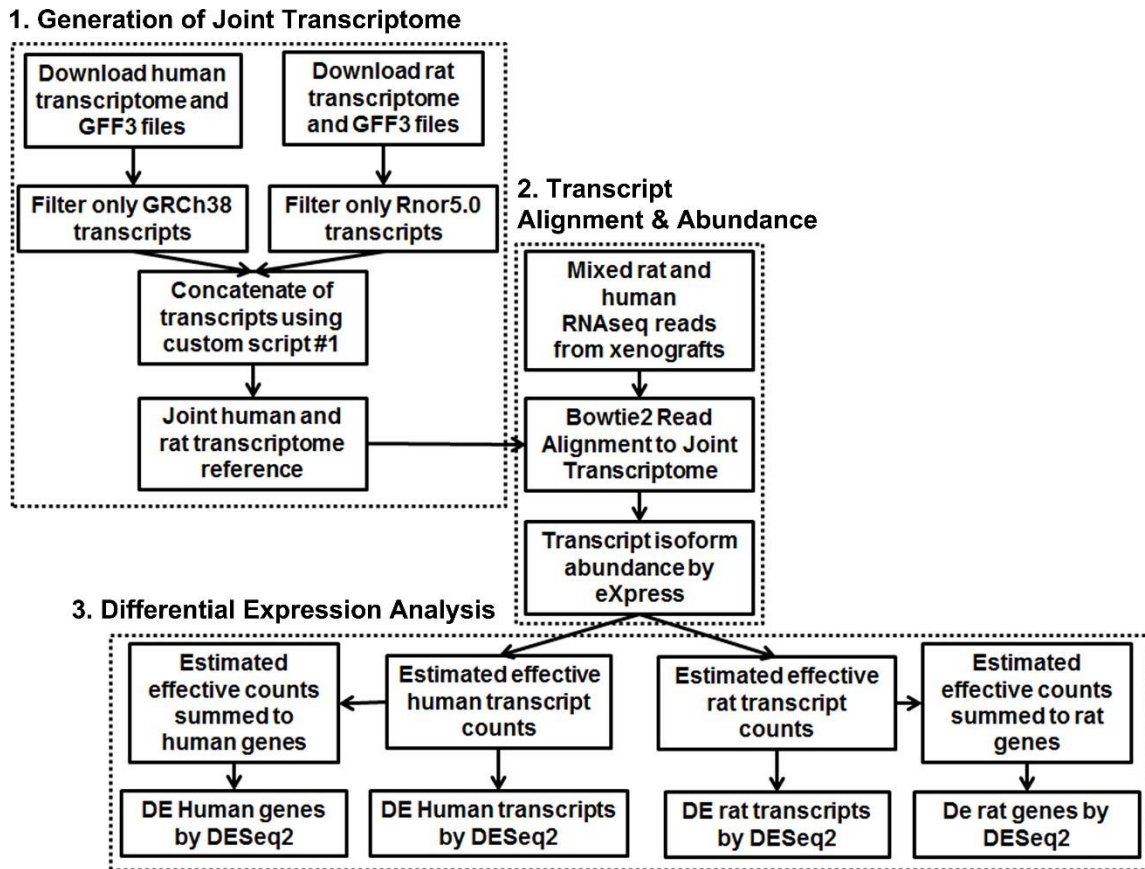 1. Generation of Joint Transcriptome
Download human
transcriptome and
GFF3 files
Download rat
transcriptome
and GFF3 files
Filter only GRCh38
transcripts
Filter only Rnor5.0
transcripts
Concatenate of
transcripts using
custom script #1
Joint human and
rat transcriptome
reference
2. Transcript
Alignment & Abundance
Mixed rat and
human
RNAseq reads
from xenografts
Bowtie2 Read
Alignment to Joint
Transcriptome
Transcript isoform
abundance by
eXpress
3. Differential Expression Analysis
Estimated
effective counts
summed to
human genes
Estimated effective
human transcript
counts
Estimated effective
rat transcript
counts
Estimated
effective counts
summed to rat
genes
DE Human genes
by DESeq2
DE Human transcripts
by DESeq2
DE rat transcripts
by DESeq2
De rat genes by
DESeq2